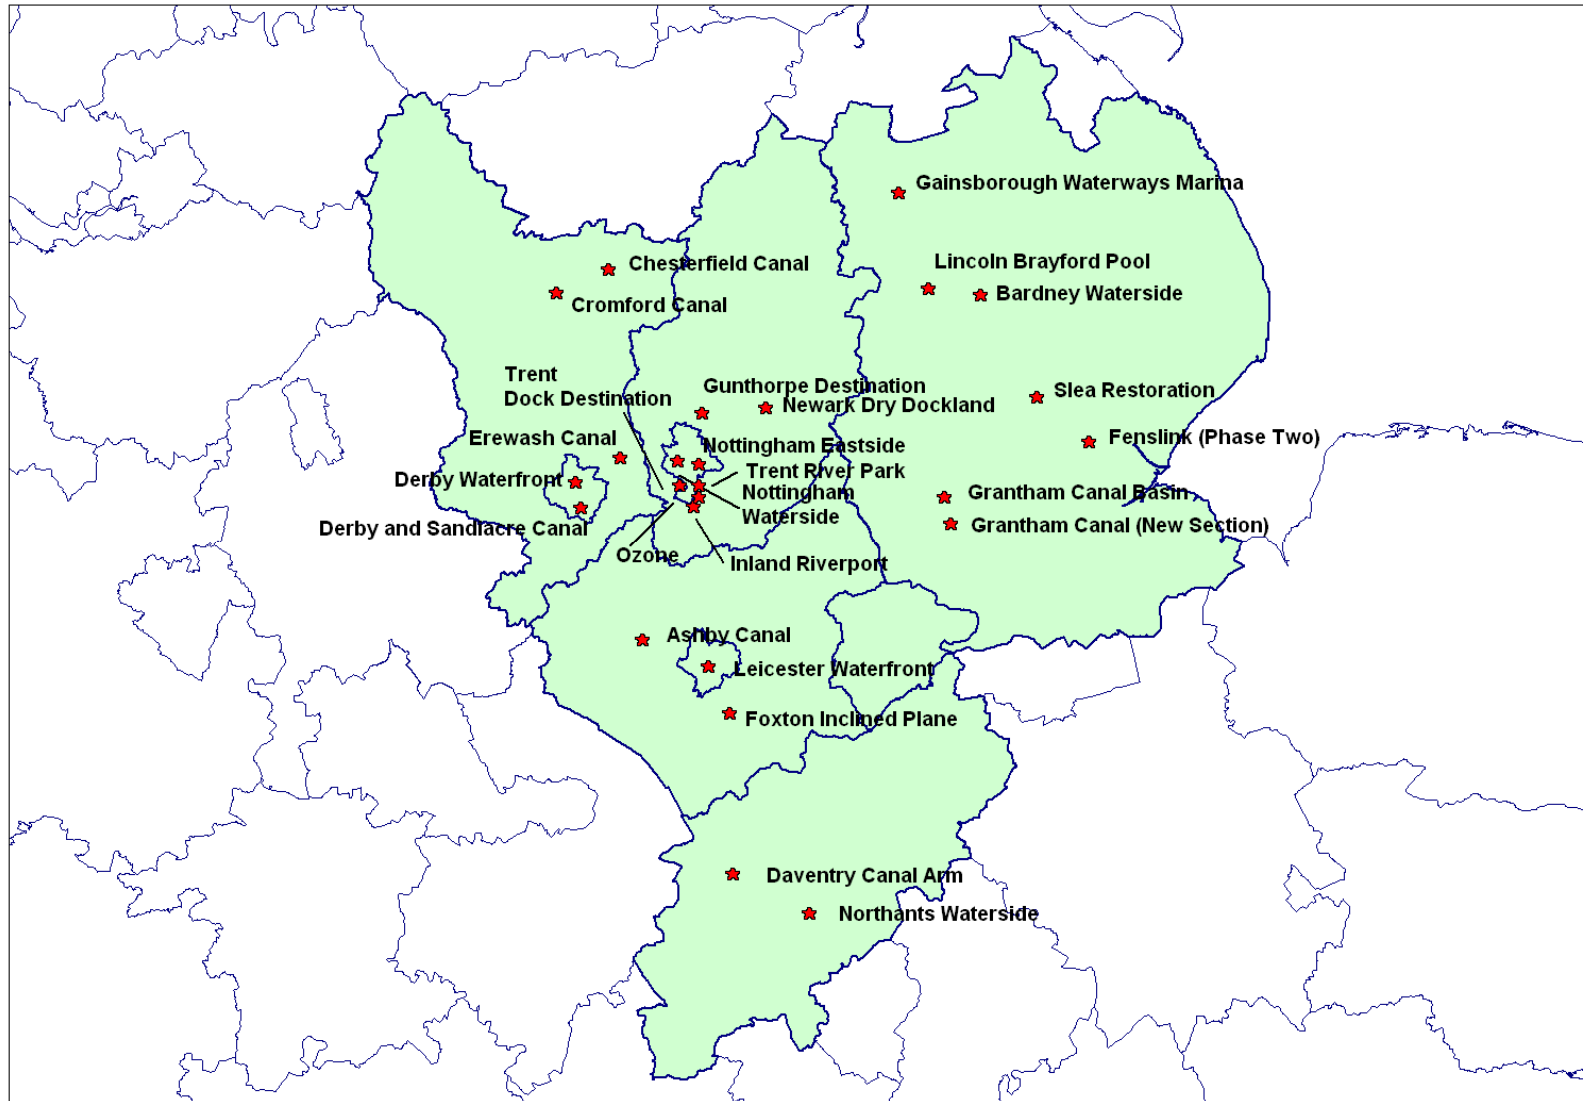 Gainsborough Waterways Marina
Lincoln Brayford Pool
Chesterfield Canal
Bardney Waterside
Cromford Canal
Trent
Dock Destination
Gunthorpe Destination
Newark Dry Dockland
Slea Restoration
Erewash Canal
Nottingham Eastside
Fenslink (Phase Two)
Derby Waterfront
Trent River Park
Nottingham
Waterside
Grantham Canal Basin
Derby and Sandiacre Canal
Grantham Canal (New Section)
Ozone
Inland Riverport
Ashby Canal
Leicester Waterfront
Foxton Inclined Plane
Daventry Canal Arm
Northants Waterside